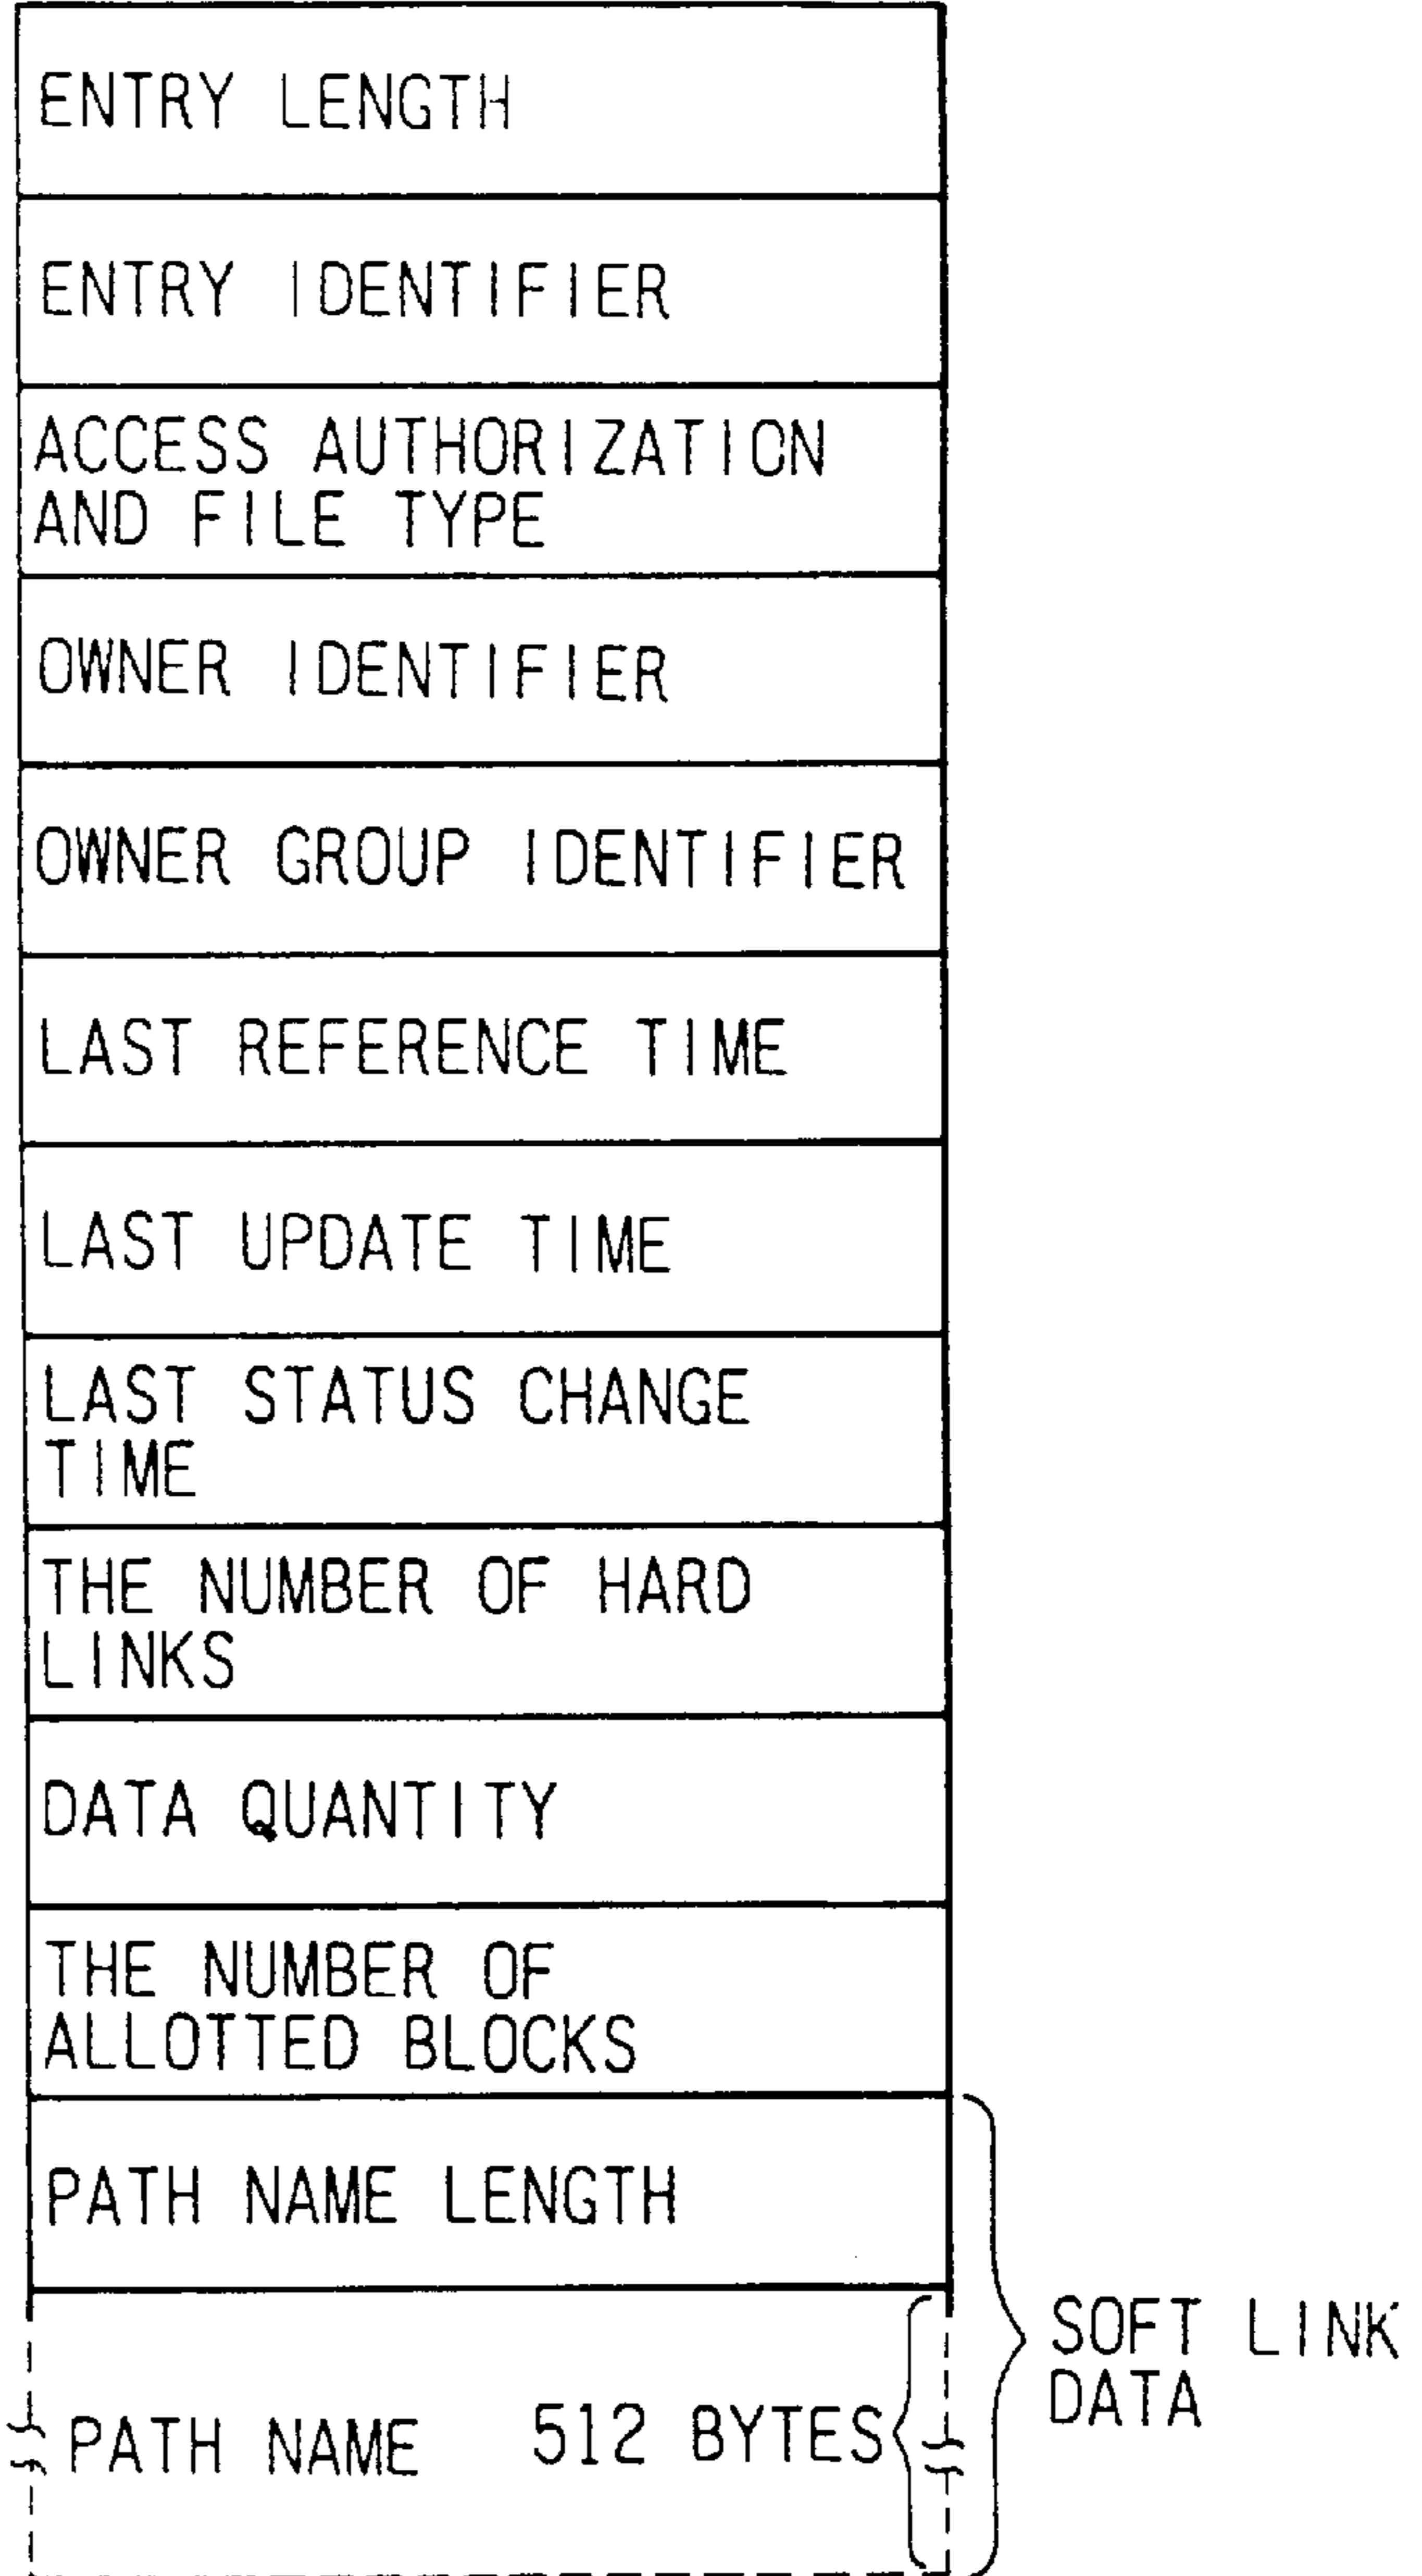 ENTRY LENGTH
ENTRY IDENTIFIER
ACCESS AUTHORIZATION
AND FILE TYPE
OWNER IDENTIFIER
OWNER GROUP IDENTIFIER
LAST REFERENCE TIME
LAST UPDATE TIME
LAST STATUS CHANGE
TIME
THE NUMBER OF HARD
LINKS
DATA QUANTITY
THE NUMBER OF
ALLOTTED BLOCKS
PATH NAME LENGTH
PATH NAME 512 BYTES
SOFT LINK
DATA